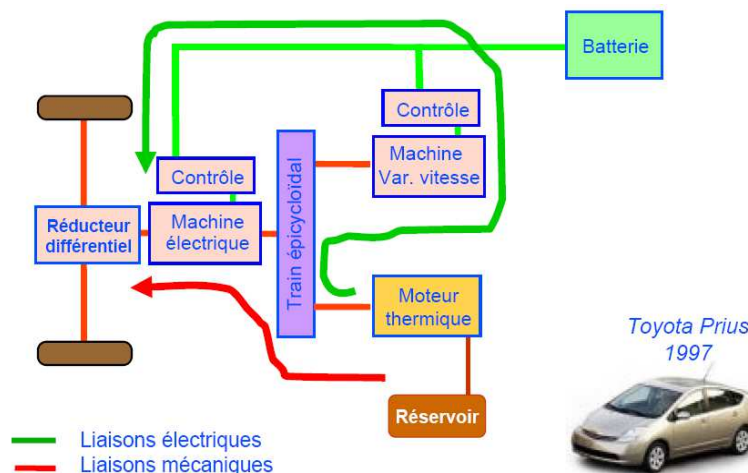 Batterie
Contrôle
Machine
Var. vitesse
Contrôle
Train épicycloïdal
Réducteur
différentiel
Machine
électrique
Moteur
thermique
Toyota Prius
1997
Réservoir
Liaisons électriques
Liaisons mécaniques